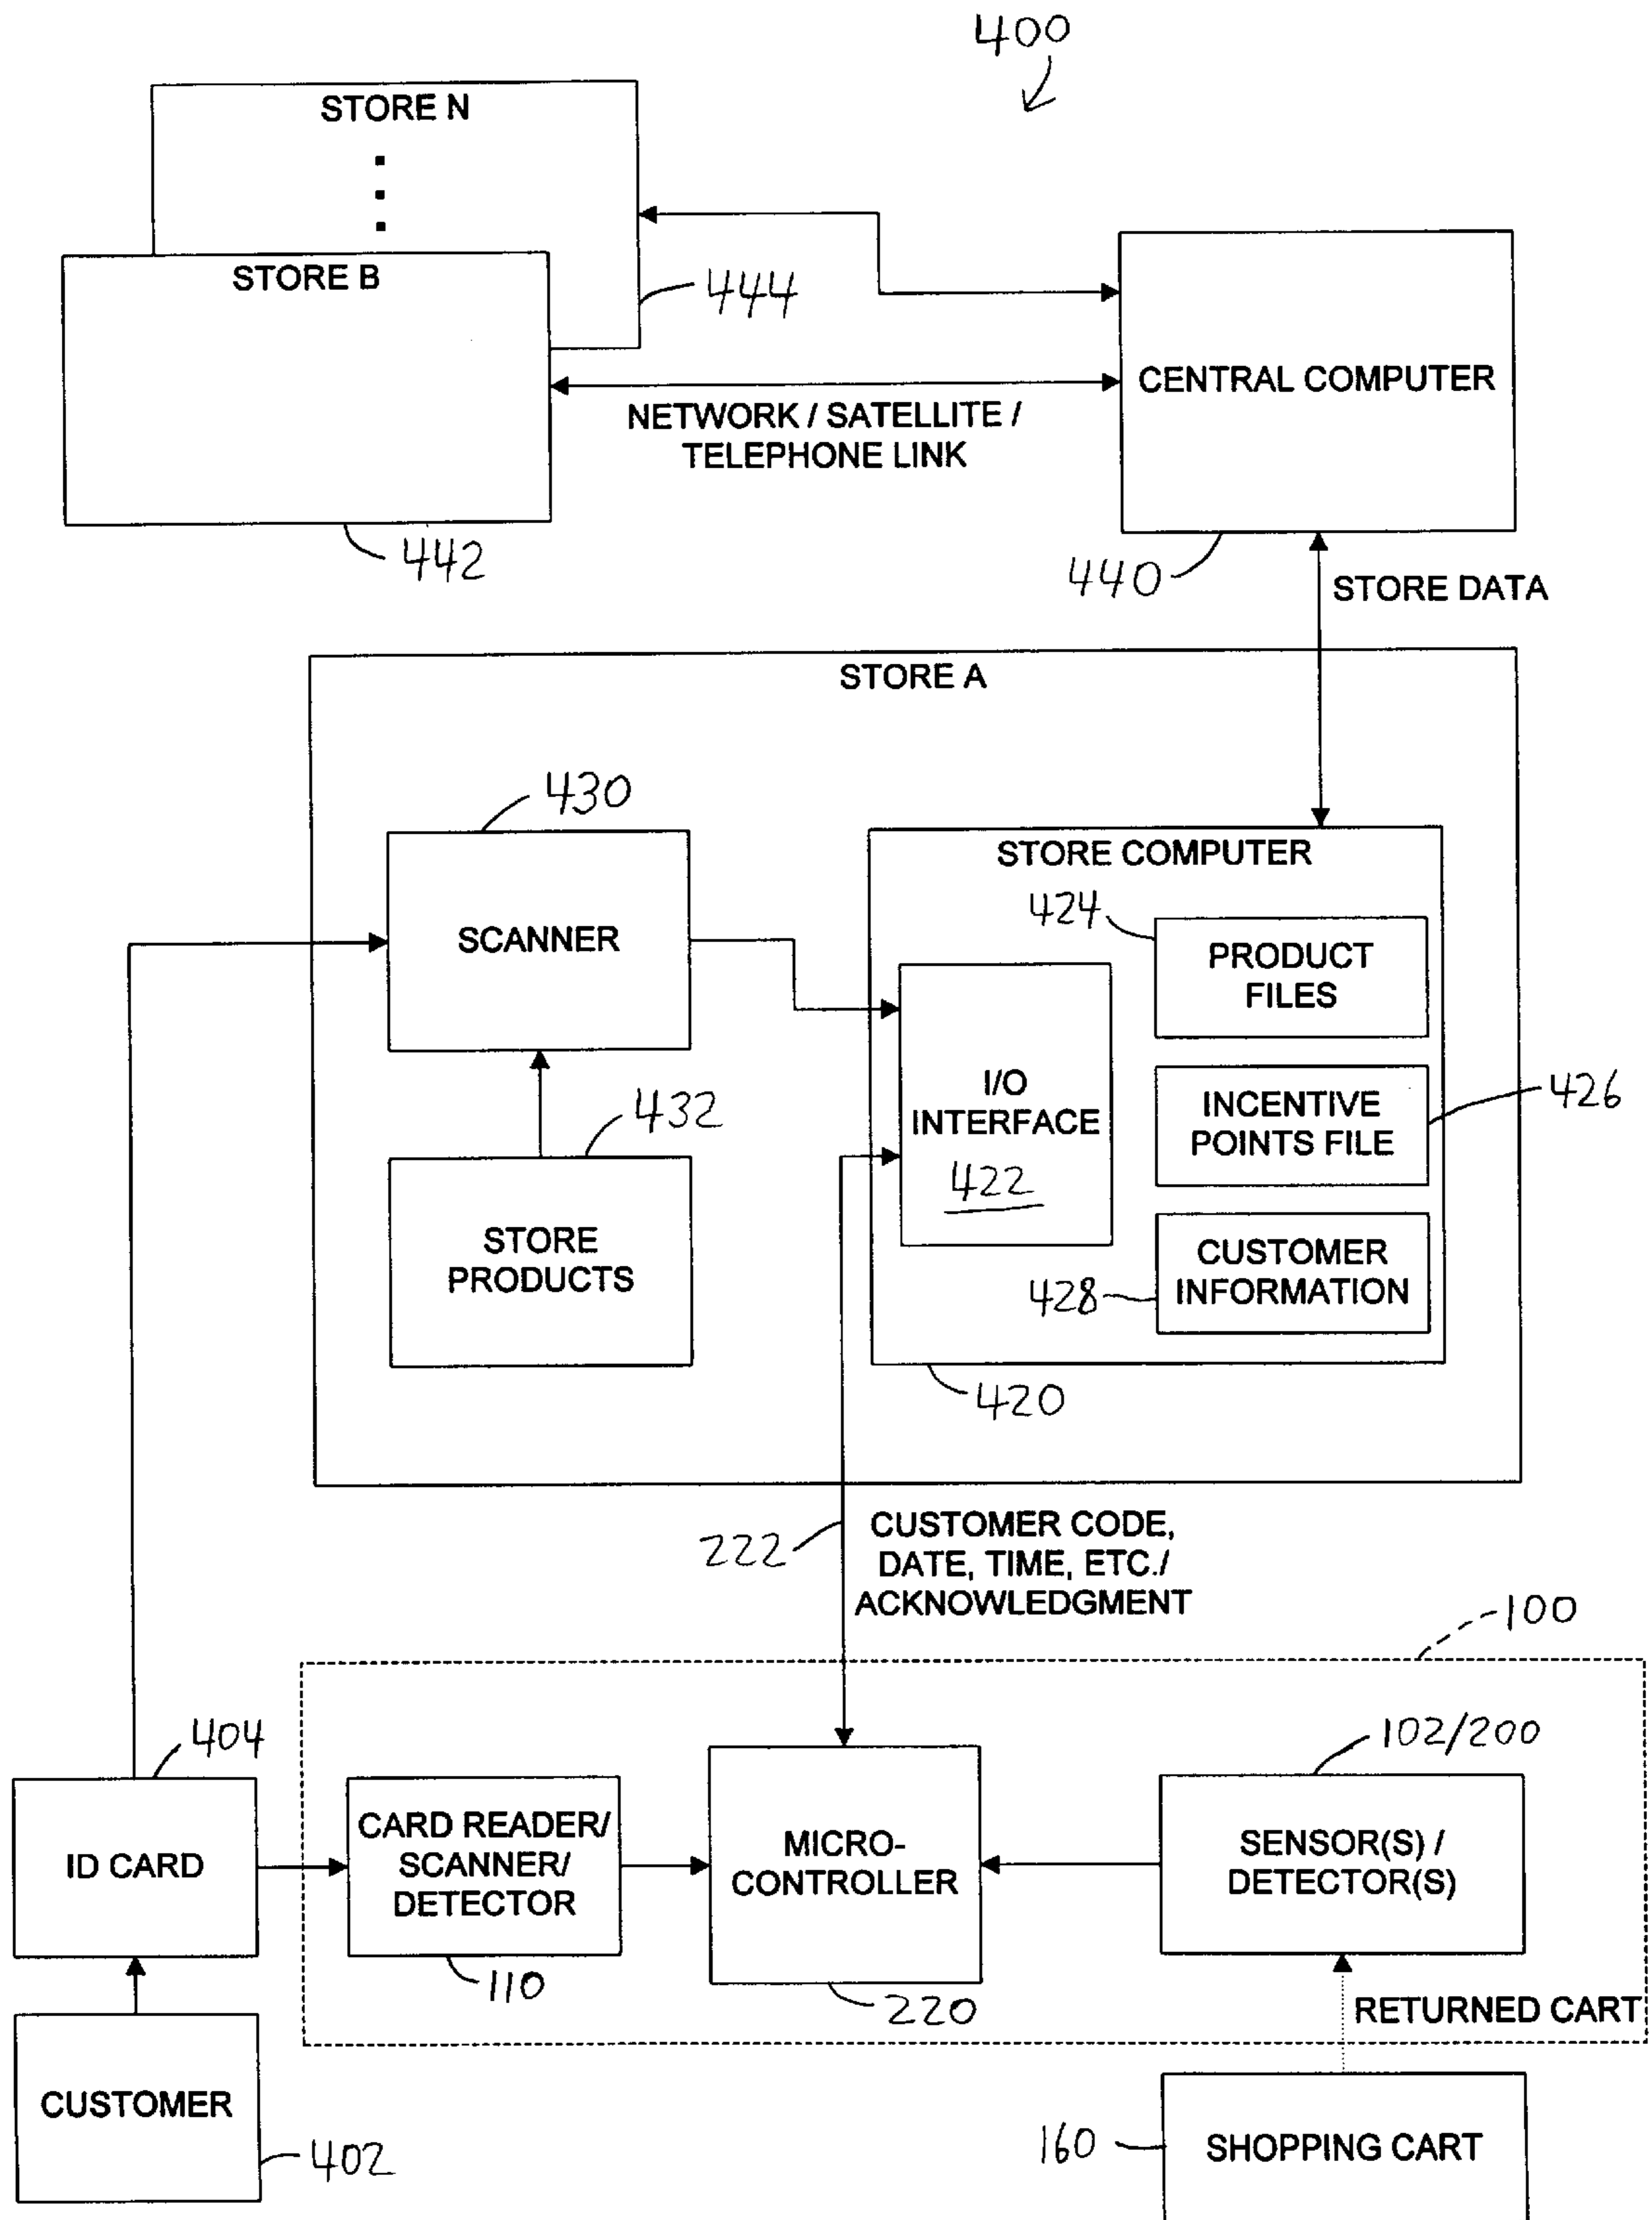 400
STORE N
STORE B
444
CENTRAL COMPUTER
NETWORK / SATELLITE /
TELEPHONE LINK
442
440
STORE DATA
STORE A
430
STORE COMPUTER
424
SCANNER
PRODUCT
FILES
I/O
INTERFACE
422
INCENTIVE
POINTS FILE
426
432
STORE
PRODUCTS
CUSTOMER
INFORMATION
428
420
222
CUSTOMER CODE,
DATE, TIME, ETC./
ACKNOWLEDGMENT
100
404
102/200
ID CARD
CARD READER/
SCANNER/
DETECTOR
MICRO-
CONTROLLER
SENSOR(S) /
DETECTOR(S)
110
220
RETURNED CART
CUSTOMER
402
160
SHOPPING CART